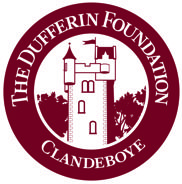 THE DUFFERIN FOUNDATION
CLANDEBOYE